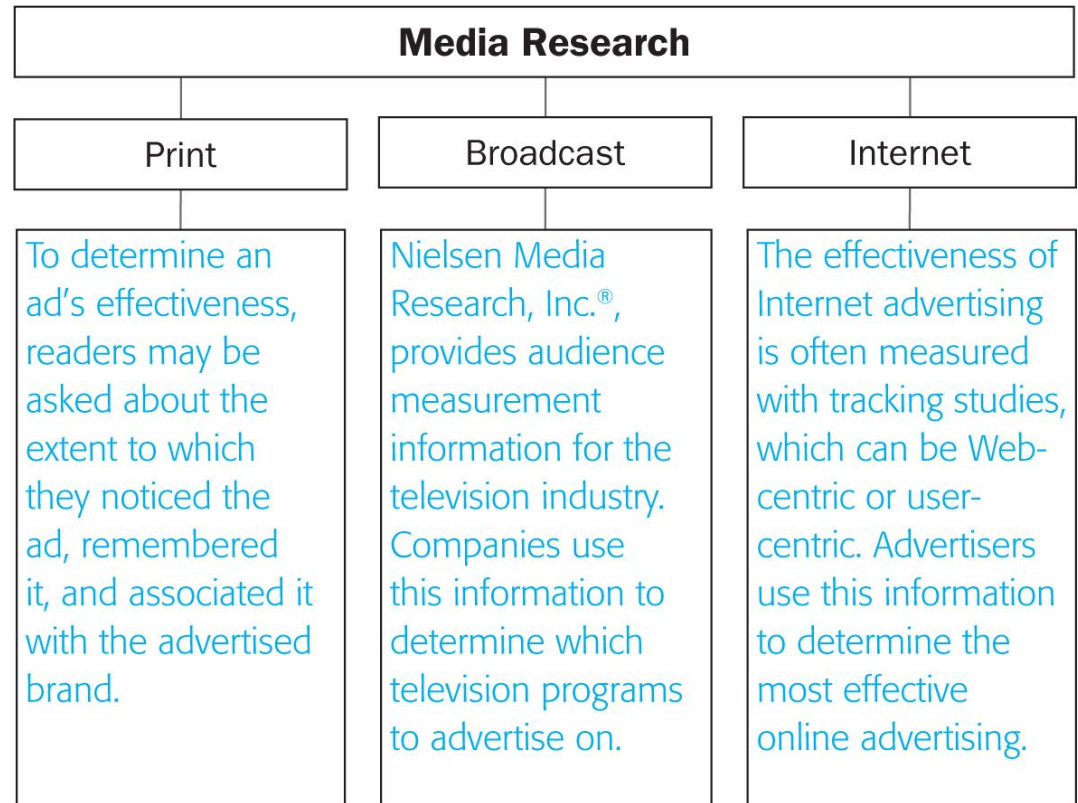 Media Research
Print
Broadcast
Internet
To determine an
ad's effectiveness,
readers may be
asked about the
extent to which
they noticed the
ad, remembered
it, and associated it
with the advertised
brand.
Nielsen Media
Research, Inc.®,
provides audience
measurement
information for the
television industry.
Companies use
this information to
determine which
television programs
to advertise on.
The effectiveness of
Internet advertising
is often measured
with tracking studies,
which can be Web-
centric or user-
centric. Advertisers
use this information
to determine the
most effective
online advertising.